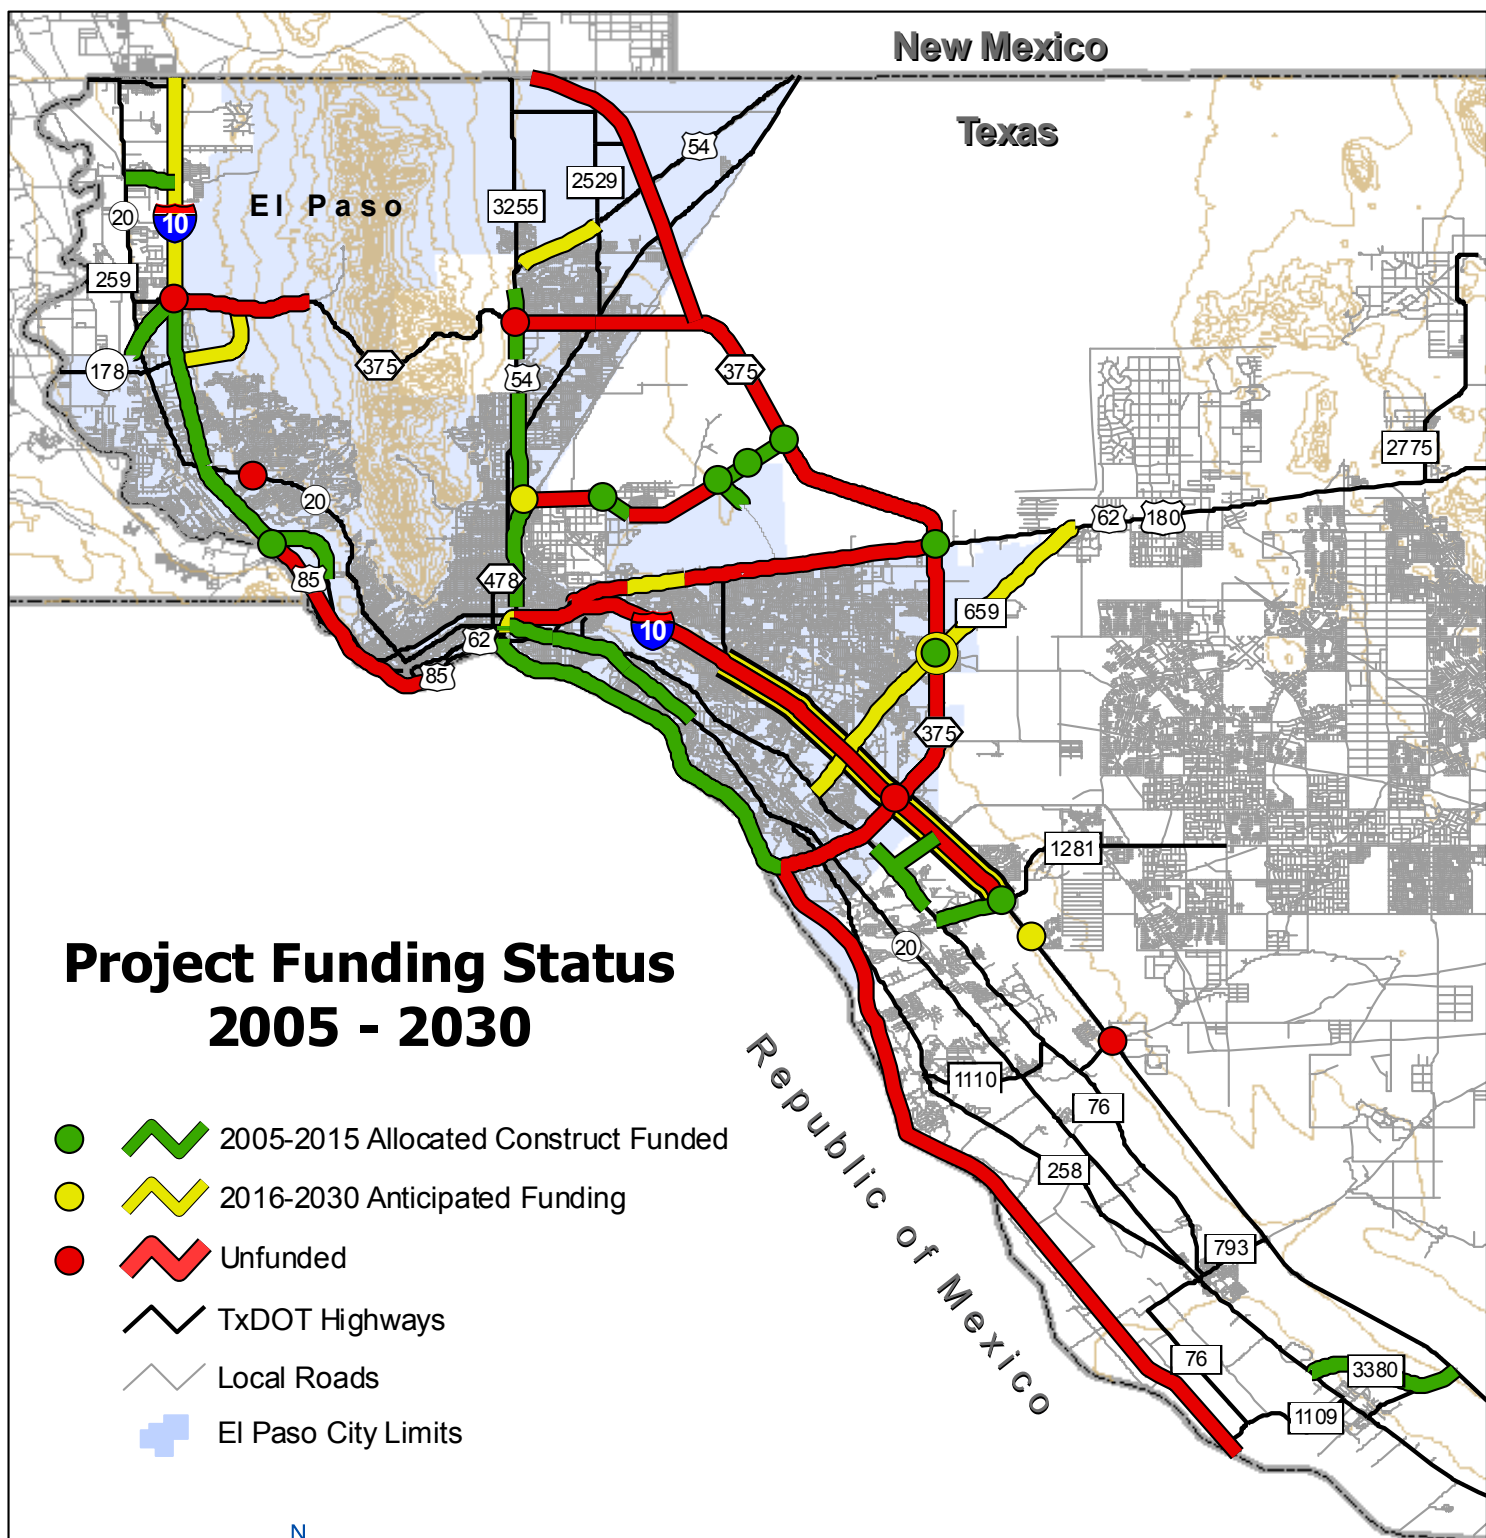 New Mexico
Texas
54
2529
3255
El Paso
20
10
259
375
178
54
375
2775
20
62
180
85
478
659
10
62
85
375
1281
20
1110
76
258
793
76
3380
1109
Republic of Mexico
Project Funding Status
2005 - 2030
2005-2015 Allocated Construct Funded
2016-2030 Anticipated Funding
Unfunded
TxDOT Highways
Local Roads
El Paso City Limits
N